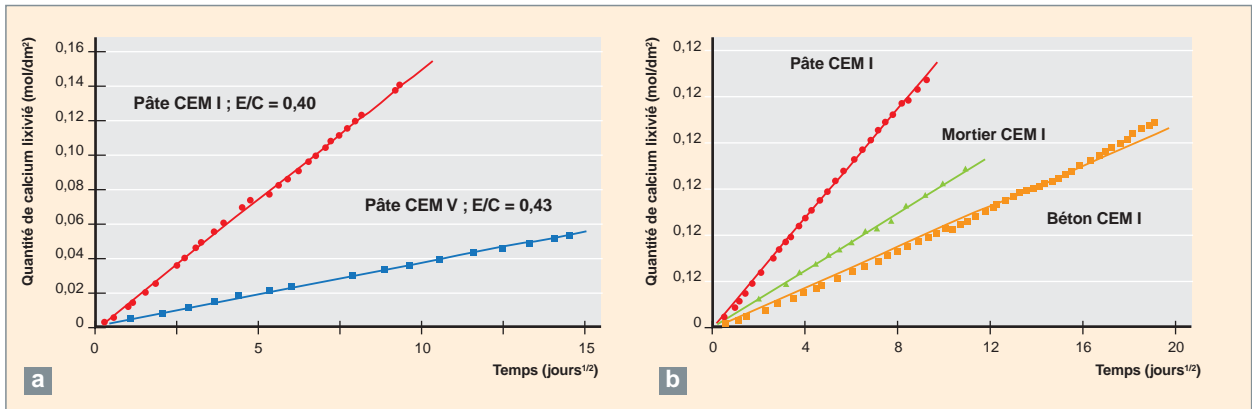 Quantité de calcium lixivié (mol/dm²)
0,16
0,14
0,12
0,10
0,08
0,06
0,04
0,02
0
Pâte CEM I ; E/C = 0,40
Pâte CEM V ; E/C = 0,43
0 5 10 15
Temps (jours¹/²)
a
Quantité de calcium lixivié (mol/dm²)
0,12
0,12
0,12
0,12
0,12
0,12
0
Pâte CEM I
Mortier CEM I
Béton CEM I
0 4 8 12 16 20
Temps (jours¹/²)
b